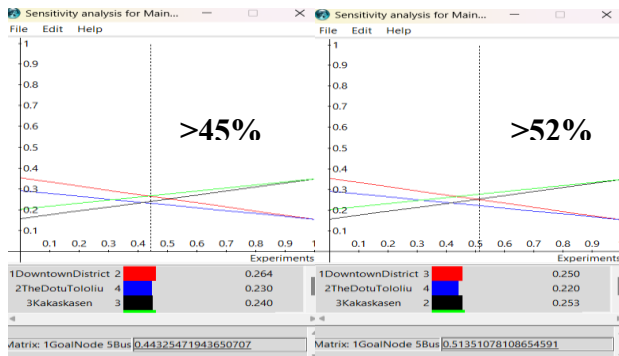 Sensitivity analysis for Main...
File Edit Help
1
0.9
0.8
0.7
0.6
0.5
0.4
0.3
0.2
0.1
>45%
0.1 0.2 0.3 0.4 0.5 0.6 0.7 0.8 0.9 1
Experiments
1DowntownDistrict 2 0.264
2TheDotuTololiu 4 0.230
3Kakaskasen 3 0.240
Matrix: 1GoalNode 5Bus 0.44325471943650707
Sensitivity analysis for Main...
File Edit Help
1
0.9
0.8
0.7
0.6
0.5
0.4
0.3
0.2
0.1
>52%
0.1 0.2 0.3 0.4 0.5 0.6 0.7 0.8 0.9
Experiments
1DowntownDistrict 3 0.250
2TheDotuTololiu 4 0.220
3Kakaskasen 2 0.253
Matrix: 1GoalNode 5Bus 0.51351078108654591